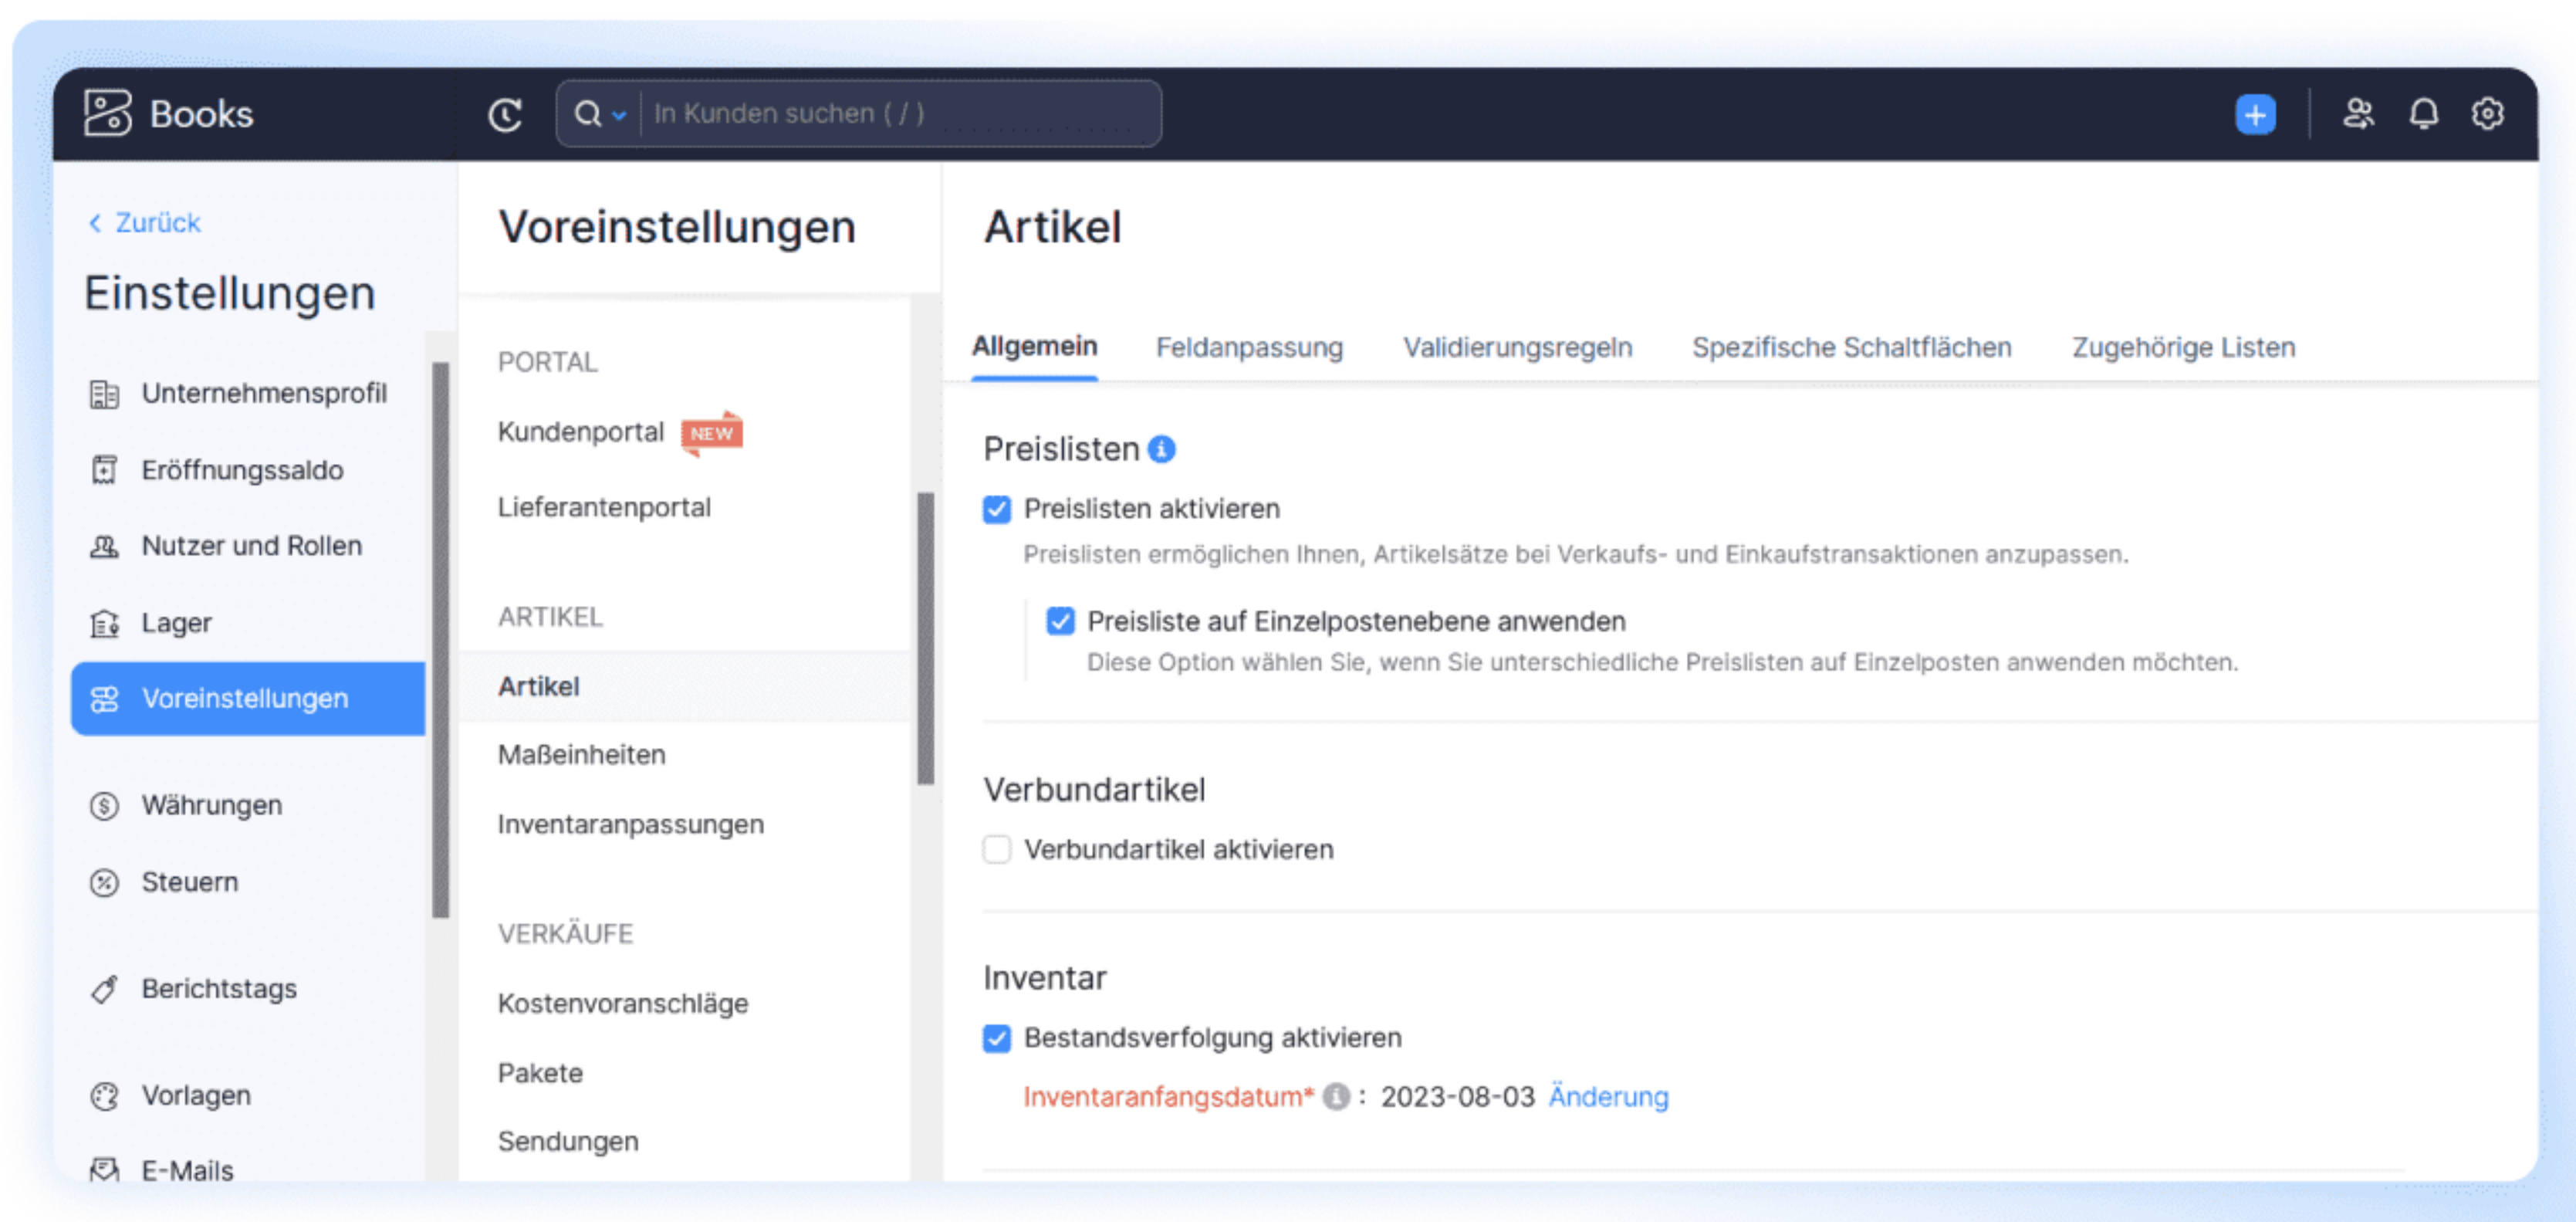 Books
In Kunden suchen ( / )
Zurück
Einstellungen
Unternehmensprofil
Eröffnungssaldo
Nutzer und Rollen
Lager
Voreinstellungen
Währungen
Steuern
Berichtstags
Vorlagen
E-Mails
Voreinstellungen
PORTAL
Kundenportal NEW
Lieferantenportal
ARTIKEL
Artikel
Maßeinheiten
Inventaranpassungen
VERKÄUFE
Kostenvoranschläge
Pakete
Sendungen
Artikel
Allgemein Feldanpassung Validierungsregeln Spezifische Schaltflächen Zugehörige Listen
Preislisten
Preislisten aktivieren
Preislisten ermöglichen Ihnen, Artikelsätze bei Verkaufs- und Einkaufstransaktionen anzupassen.
Preisliste auf Einzelpostenebene anwenden
Diese Option wählen Sie, wenn Sie unterschiedliche Preislisten auf Einzelposten anwenden möchten.
Verbundartikel
Verbundartikel aktivieren
Inventar
Bestandsverfolgung aktivieren
Inventaranfangsdatum* : 2023-08-03 Änderung